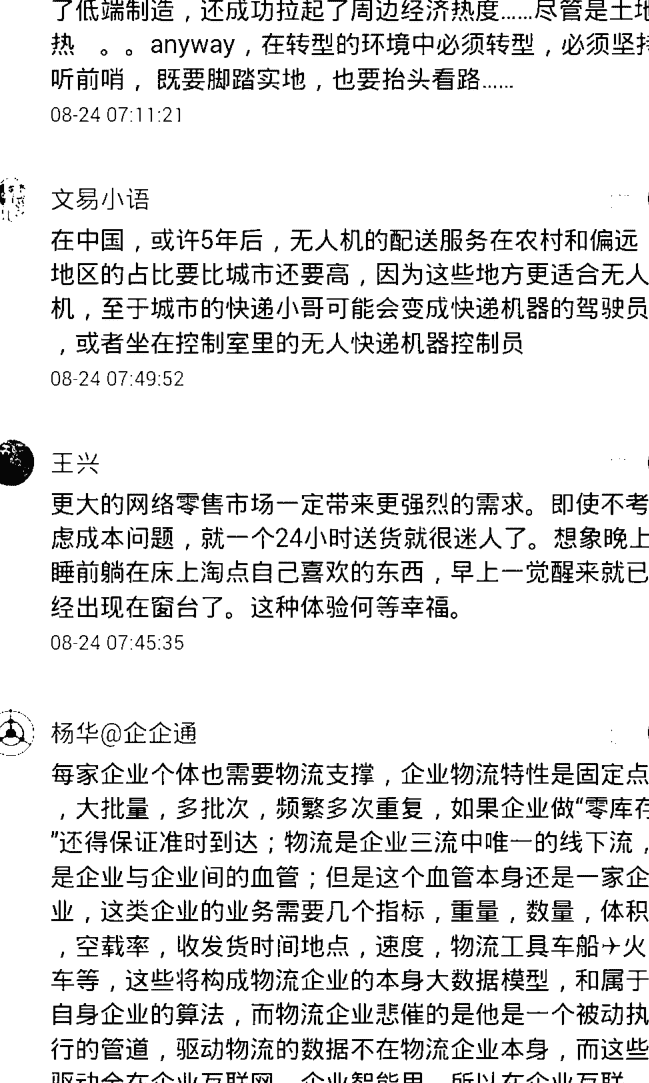 了低端制造，还成功拉起了周边经济热度......尽管是土地
热 。。anyway，在转型的环境中必须转型，必须坚持
听前哨， 既要脚踏实地，也要抬头看路......
08-24 07:11:21
文易小语
在中国，或许5年后，无人机的配送服务在农村和偏远
地区的占比要比城市还要高，因为这些地方更适合无人
机，至于城市的快递小哥可能会变成快递机器的驾驶员
，或者坐在控制室里的无人快递机器控制员
08-24 07:49:52
王兴
更大的网络零售市场一定带来更强烈的需求。即使不考
虑成本问题，就一个24小时送货就很迷人了。想象晚上
睡前躺在床上淘点自己喜欢的东西，早上一觉醒来就已
经出现在窗台了。这种体验何等幸福。
08-24 07:45:35
杨华@企企通
每家企业个体也需要物流支撑，企业物流特性是固定点
，大批量，多批次，频繁多次重复，如果企业做“零库存
”还得保证准时到达；物流是企业三流中唯一的线下流，
是企业与企业间的血管；但是这个血管本身还是一家企
业，这类企业的业务需要几个指标，重量，数量，体积
，空载率，收发货时间地点，速度，物流工具车船✈火
车等，这些将构成物流企业的本身大数据模型，和属于
自身企业的算法，而物流企业悲催的是他是一个被动执
行的管道，驱动物流的数据不在物流企业本身，而这些
驱动全在企业互联网，企业智能里，所以在企业互联